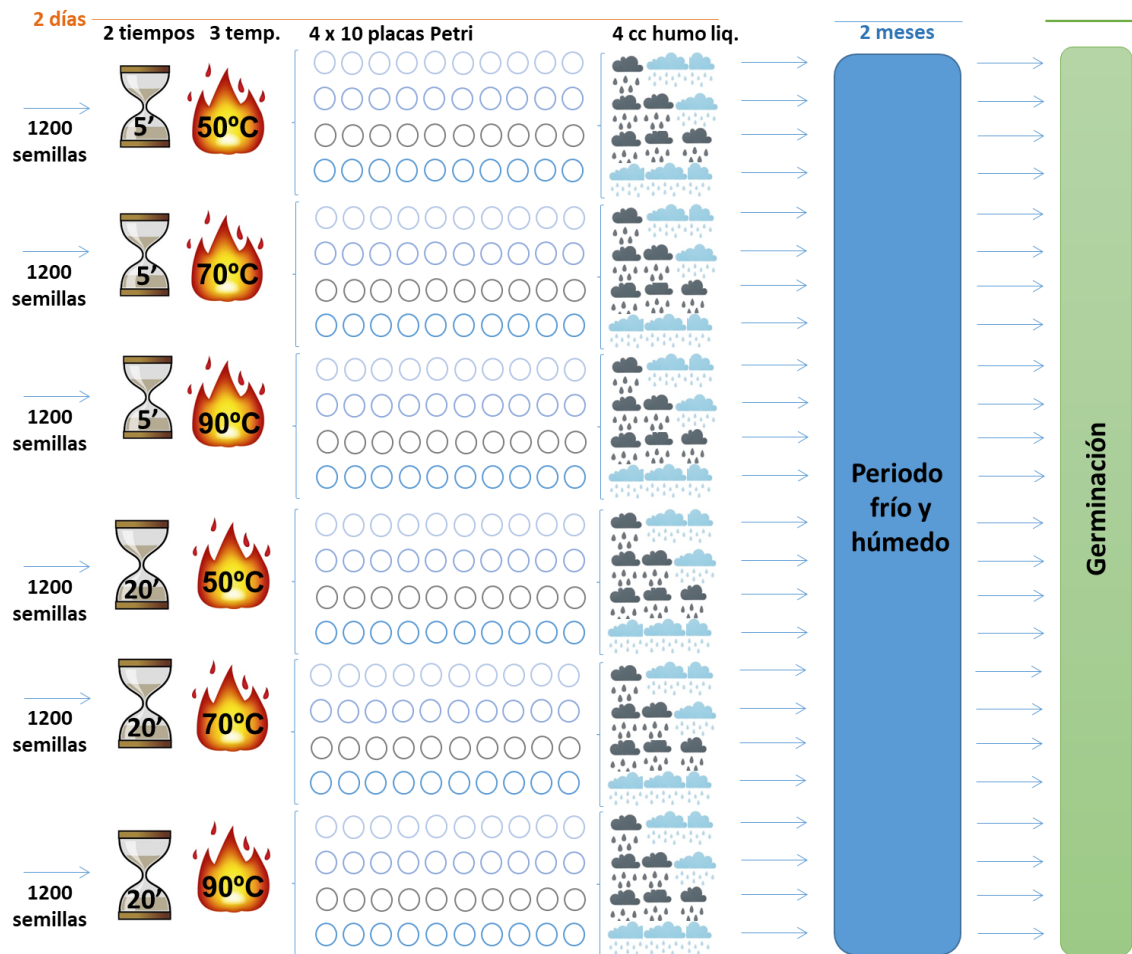 2 días
2 tiempos 3 temp. 4 x 10 placas Petri 4 cc humo liq. 2 meses
1200
semillas
5’ 50ºC
1200
semillas
5’ 70ºC
1200
semillas
5’ 90ºC
1200
semillas
20’ 50ºC
1200
semillas
20’ 70ºC
1200
semillas
20’ 90ºC
Periodo
frío y
húmedo
Germinación